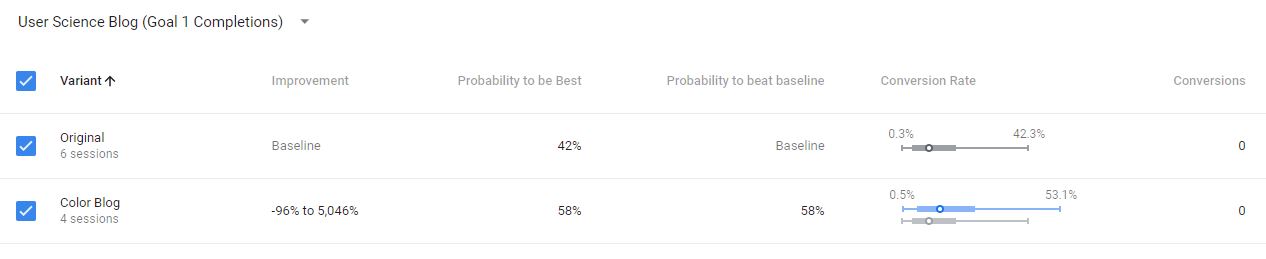 User Science Blog (Goal 1 Completions)
Variant Improvement Probability to be Best Probability to beat baseline Conversion Rate Conversions
Original
6 sessions
Baseline 42% Baseline 0.3% 42.3% 0
Color Blog
4 sessions
-96% to 5,046% 58% 58% 0.5% 53.1% 0